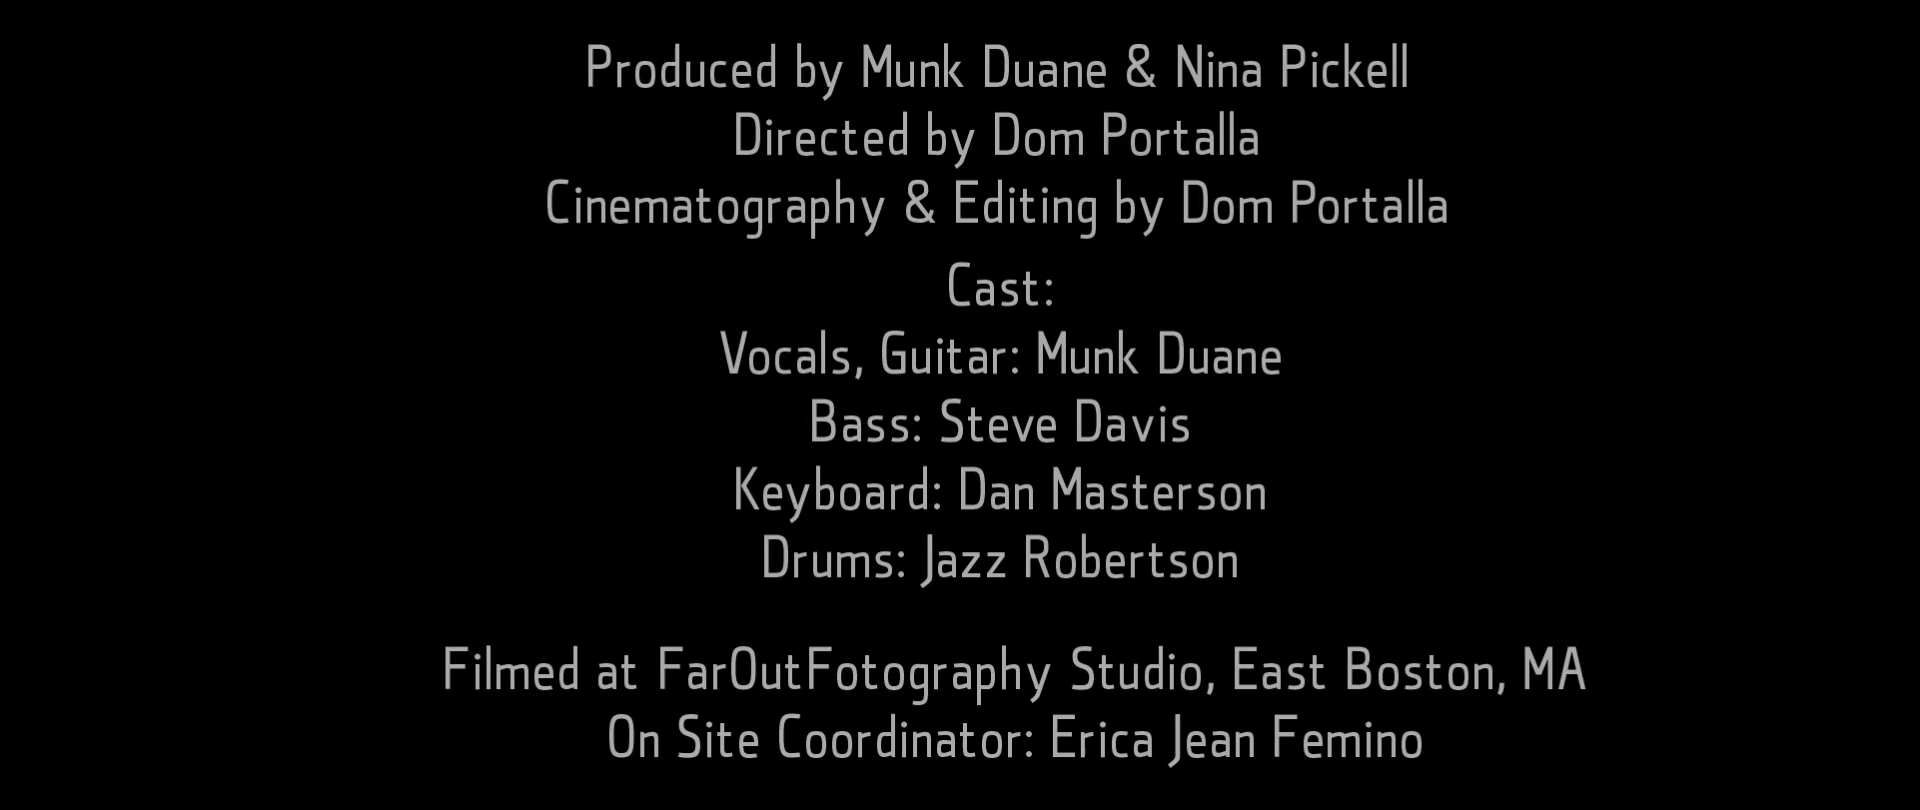 Produced by Munk Duane & Nina Pickell
Directed by Dom Portalla
Cinematography & Editing by Dom Portalla
Cast:
Vocals, Guitar: Munk Duane
Bass: Steve Davis
Keyboard: Dan Masterson
Drums: Jazz Robertson
Filmed at FarOutFotography Studio, East Boston, MA
On Site Coordinator: Erica Jean Femino